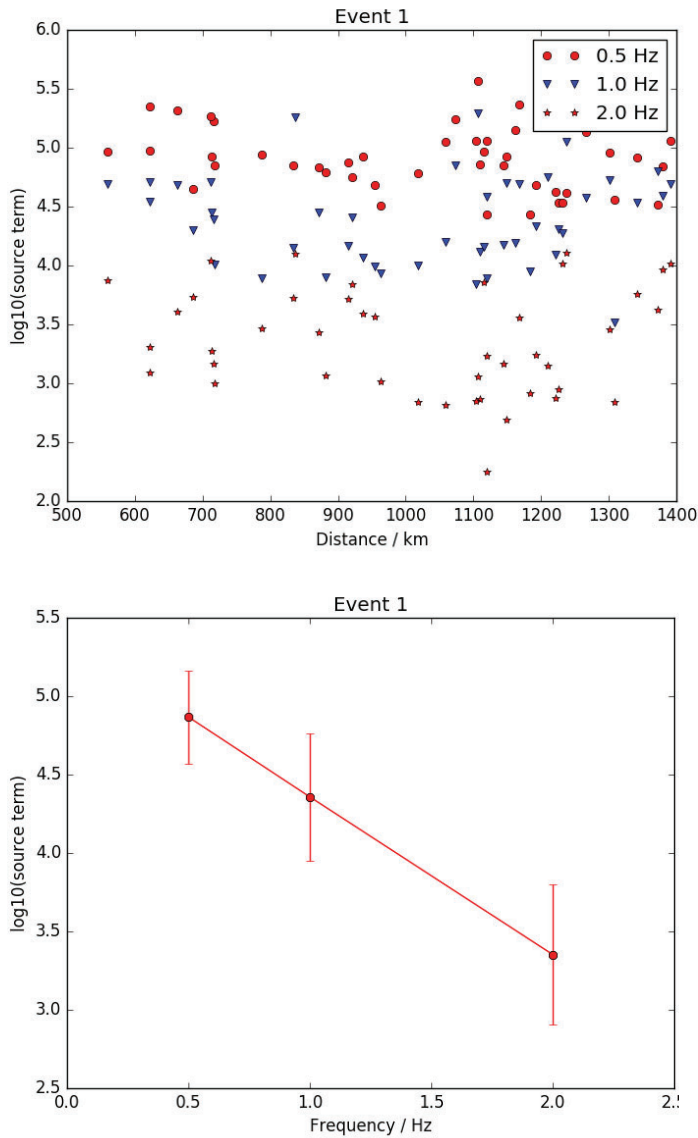 Event 1
6.0
5.5
5.0
4.5
4.0
3.5
3.0
2.5
2.0
log10(source term)
0.5 Hz
1.0 Hz
2.0 Hz
500 600 700 800 900 1000 1100 1200 1300 1400
Distance / km
Event 1
5.5
5.0
4.5
4.0
3.5
3.0
2.5
log10(source term)
0.0 0.5 1.0 1.5 2.0 2.5
Frequency / Hz